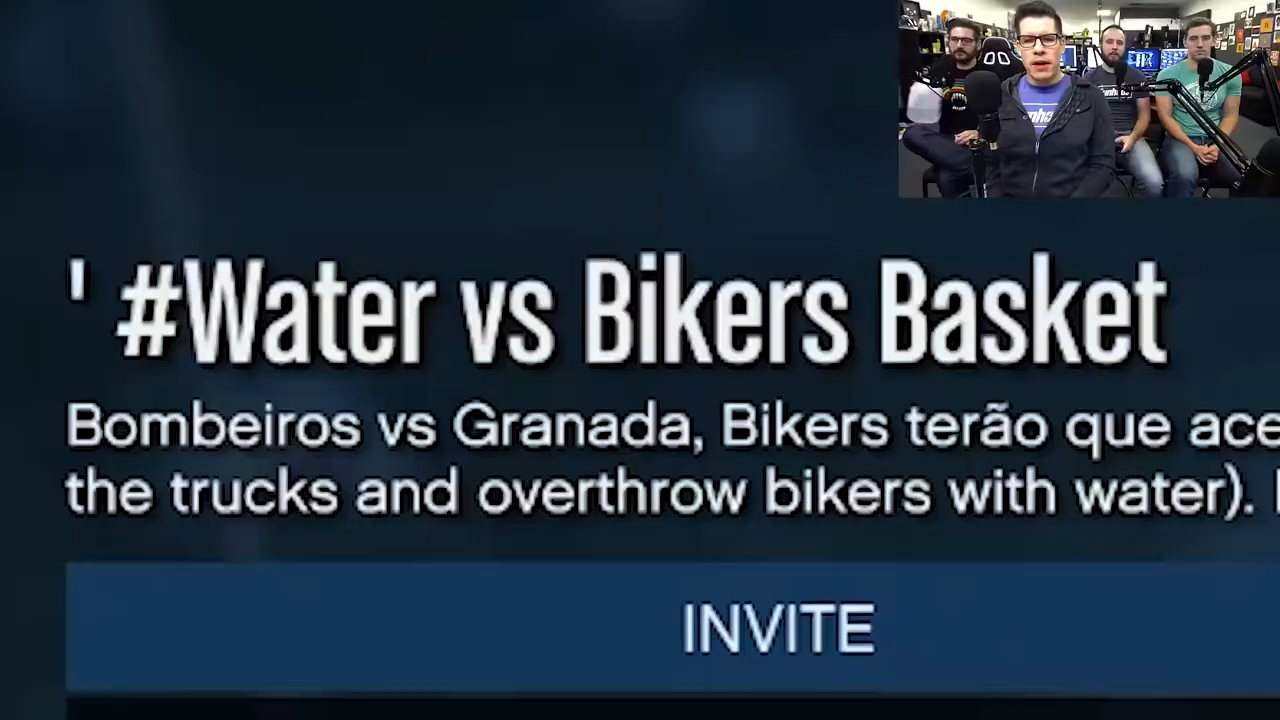 ' #Water vs Bikers Basket
Bombeiros vs Granada, Bikers terão que ace
the trucks and overthrow bikers with water).
INVITE